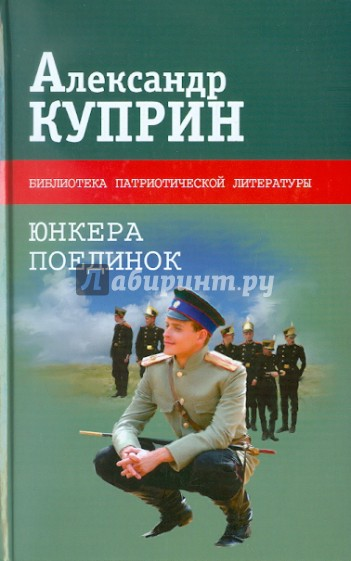 Александр
КУПРИН
БИБЛИОТЕКА ПАТРИОТИЧЕСКОЙ ЛИТЕРАТУРЫ
ЮНКЕРА
ПОЕДИНОК
Лабиринт.ру